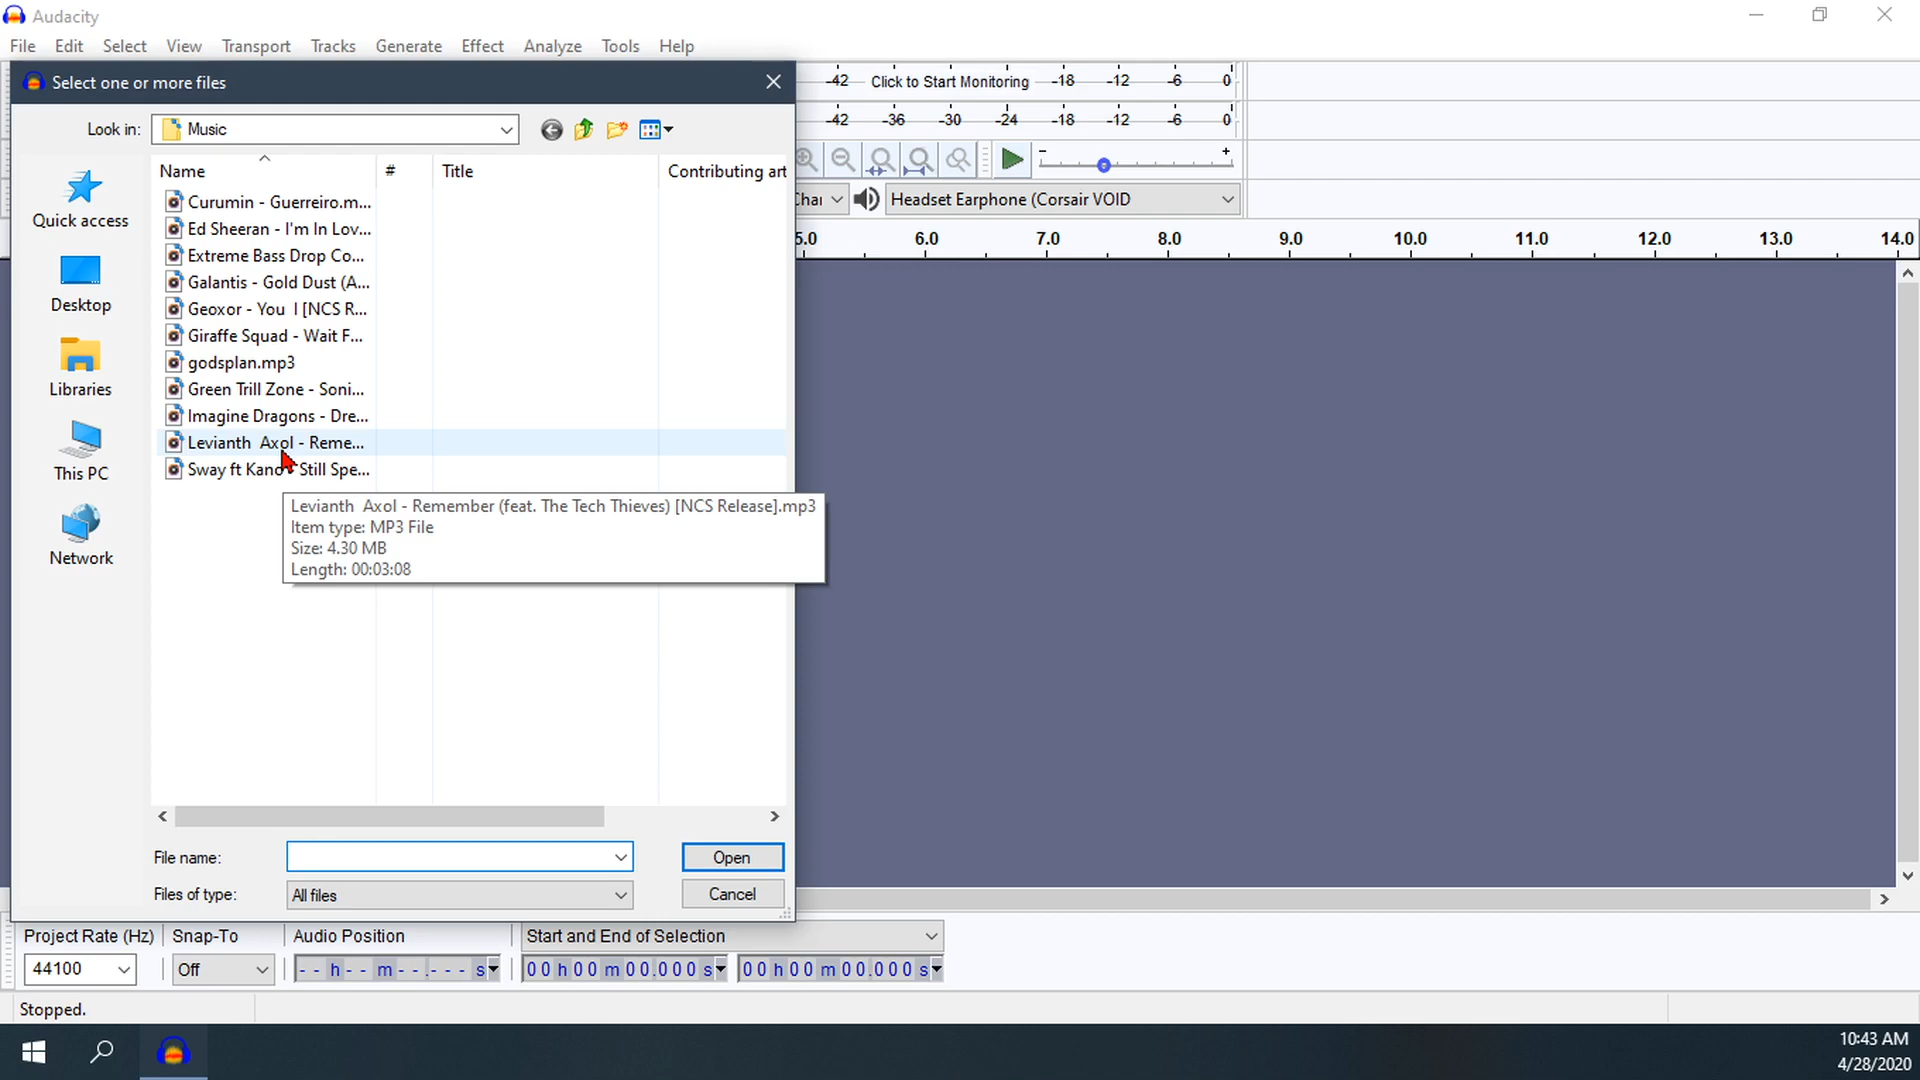 Audacity
File Edit Select View Transport Tracks Generate Effect Analyze Tools Help
Select one or more files
-42 Click to Start Monitoring -18 -12 -6 0
-42 -36 -30 -24 -18 -12 -6 0
Look in: Music
- +
Headset Earphone (Corsair VOID
5.0 6.0 7.0 8.0 9.0 10.0 11.0 12.0 13.0 14.0
Name # Title Contributing art
Curumin - Guerreiro.m...
Ed Sheeran - I'm In Lov...
Extreme Bass Drop Co...
Galantis - Gold Dust (A...
Geoxor - You I [NCS R...
Giraffe Squad - Wait F...
godsplan.mp3
Green Trill Zone - Soni...
Imagine Dragons - Dre...
Levianth Axol - Reme...
Sway ft Kano - Still Spe...
Quick access
Desktop
Libraries
This PC
Network
Levianth Axol - Remember (feat. The Tech Thieves) [NCS Release].mp3
Item type: MP3 File
Size: 4.30 MB
Length: 00:03:08
File name: Open
Files of type: All files Cancel
Project Rate (Hz) Snap-To Audio Position Start and End of Selection
44100 Off - - h - - m - - . - - - s 00 h 00 m 00.000 s 00 h 00 m 00.000 s
Stopped.
10:43 AM
4/28/2020